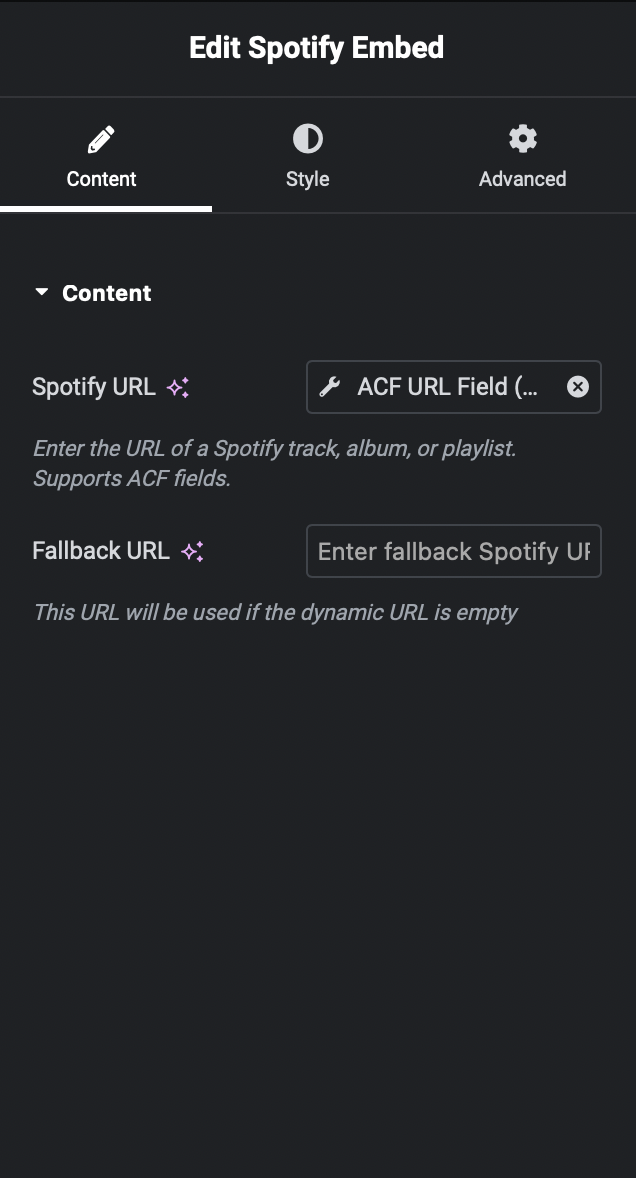 Edit Spotify Embed
Content
Style
Advanced
Content
Spotify URL
ACF URL Field (...
Enter the URL of a Spotify track, album, or playlist.
Supports ACF fields.
Fallback URL
Enter fallback Spotify UR
This URL will be used if the dynamic URL is empty